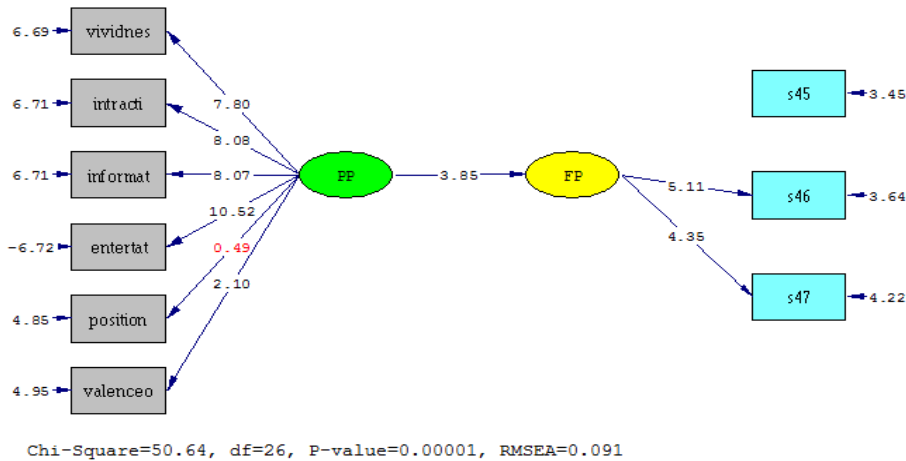 6.69 vividnes
6.71 intracti
6.71 informat
-6.72 entertat
4.85 position
4.95 valenceo
7.80
8.08
8.07
10.52
0.49
2.10
PP
3.85
FP
5.11
4.35
s45 3.45
s46 3.64
s47 4.22
Chi-Square=50.64, df=26, P-value=0.00001, RMSEA=0.091